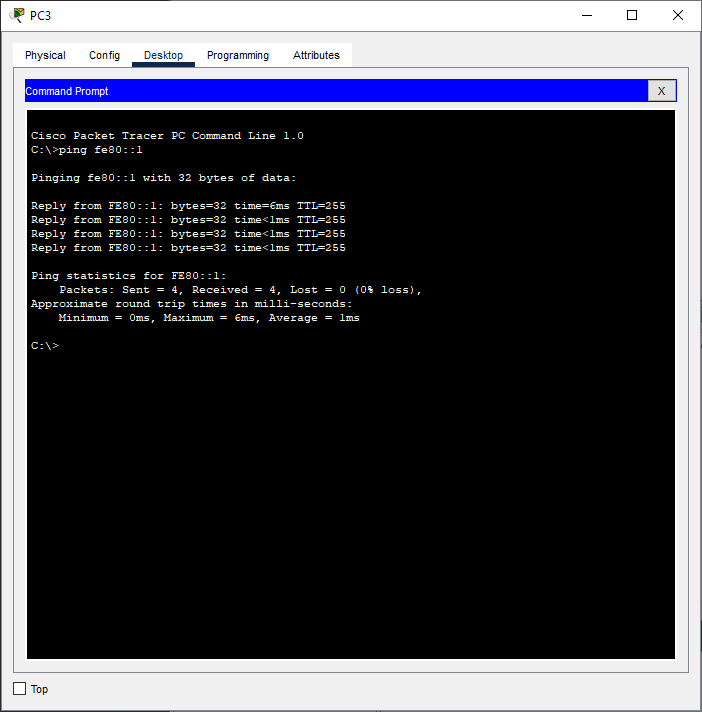 PC3
Physical Config Desktop Programming Attributes
Command Prompt
X
Cisco Packet Tracer PC Command Line 1.0
C:\>ping fe80::1
Pinging fe80::1 with 32 bytes of data:
Reply from FE80::1: bytes=32 time=6ms TTL=255
Reply from FE80::1: bytes=32 time<1ms TTL=255
Reply from FE80::1: bytes=32 time<1ms TTL=255
Reply from FE80::1: bytes=32 time<1ms TTL=255
Ping statistics for FE80::1:
Packets: Sent = 4, Received = 4, Lost = 0 (0% loss),
Approximate round trip times in milli-seconds:
Minimum = 0ms, Maximum = 6ms, Average = 1ms
C:\>
Top